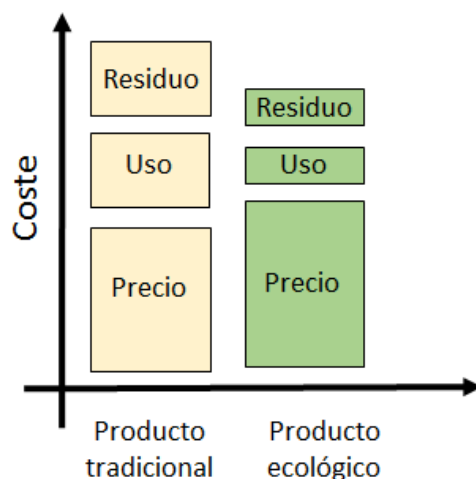 Coste
Residuo
Uso
Precio
Residuo
Uso
Precio
Producto
tradicional
Producto
ecológico